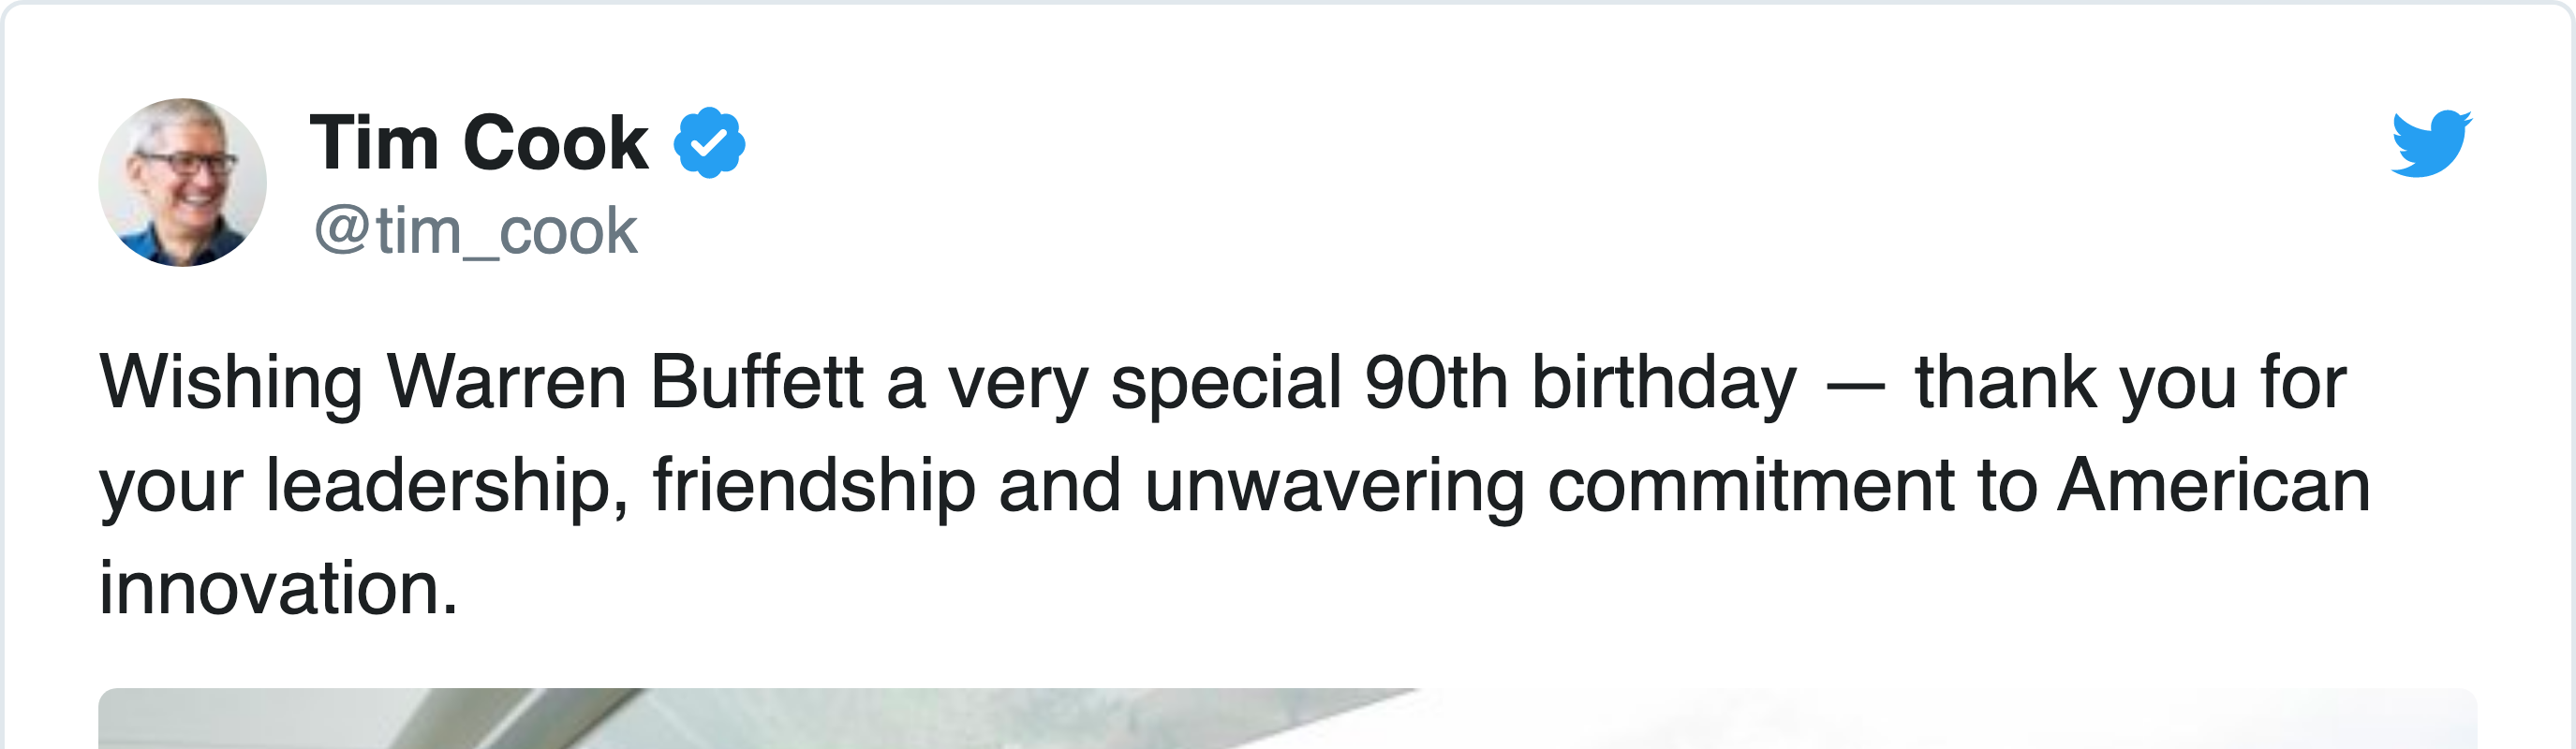 Tim Cook
@tim_cook
Wishing Warren Buffett a very special 90th birthday — thank you for
your leadership, friendship and unwavering commitment to American
innovation.